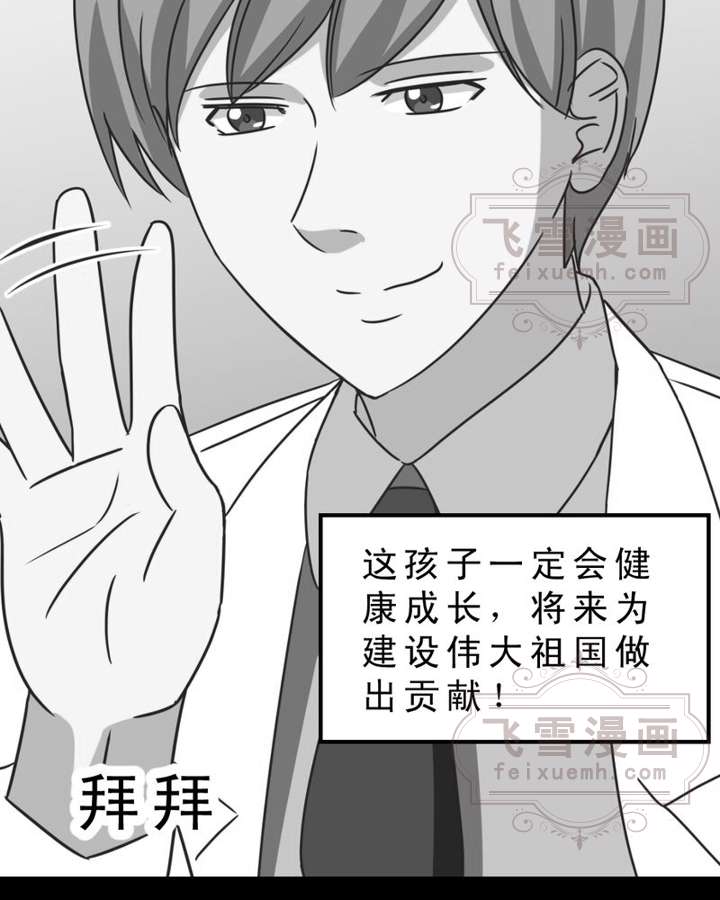 飞雪漫画
feixuemh.com
这孩子一定会健
康成长，将来为
建设伟大祖国做
出贡献！
飞雪漫画
feixuemh.com
拜拜